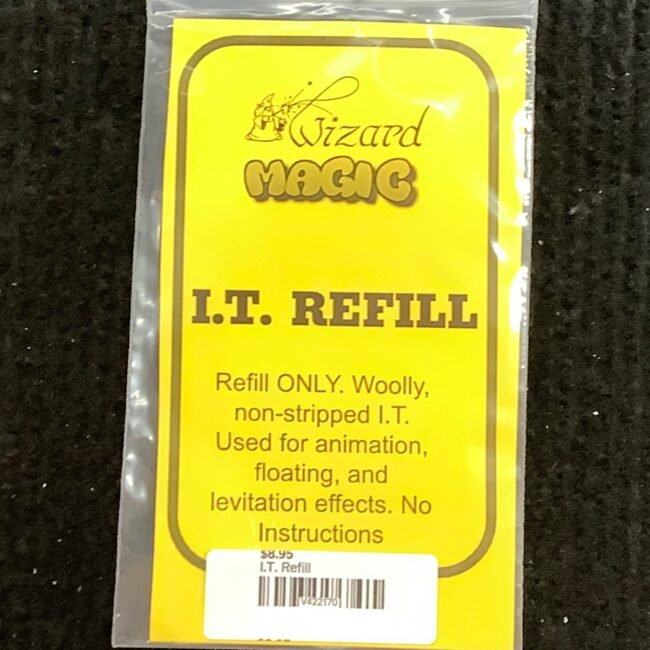 Wizard
MAGIC
I.T. REFILL
Refill ONLY. Woolly,
non-stripped I.T.
Used for animation,
floating, and
levitation effects. No
Instructions
$8.95
I.T. Refill
V422170